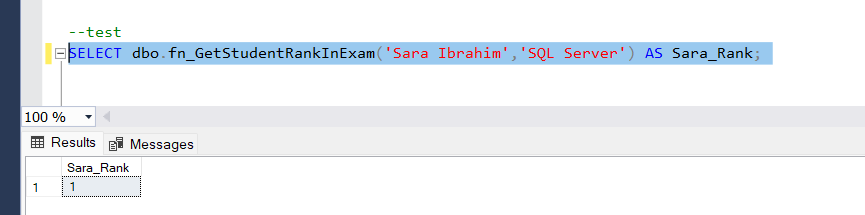 --test
SELECT dbo.fn_GetStudentRankInExam('Sara Ibrahim','SQL Server') AS Sara_Rank;
100 %
Results Messages
Sara_Rank
1 1